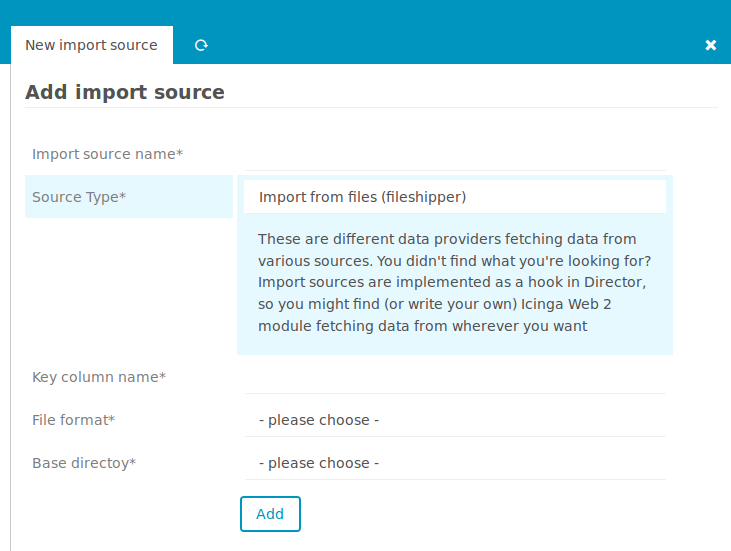 New import source
Add import source
Import source name*
Source Type*
Import from files (fileshipper)
These are different data providers fetching data from
various sources. You didn't find what you're looking for?
Import sources are implemented as a hook in Director,
so you might find (or write your own) Icinga Web 2
module fetching data from wherever you want
Key column name*
File format*
- please choose -
Base directoy*
- please choose -
Add